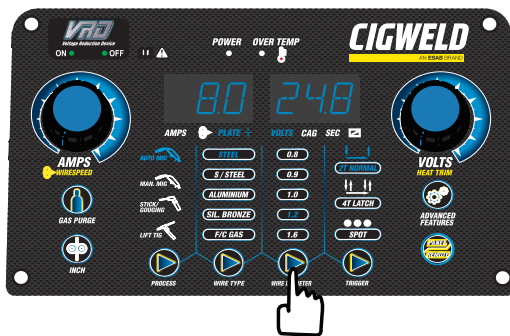 VRD
Voltage Reduction Device
ON OFF
POWER OVER TEMP
CIGWELD
AN ESAB BRAND
8.0 24.8
AMPS PLATE VOLTS CAG SEC
AMPS
WIRESPEED
VOLTS
HEAT TRIM
AUTO MIG
MAN. MIG
STICK/
GOUGING
LIFT TIG
STEEL
S / STEEL
ALUMINIUM
SIL. BRONZE
F/C GAS
0.8
0.9
1.0
1.2
1.6
2T NORMAL
4T LATCH
SPOT
GAS PURGE
INCH
ADVANCED
FEATURES
PANEL
REMOTE
PROCESS
WIRE TYPE
TRIGGER